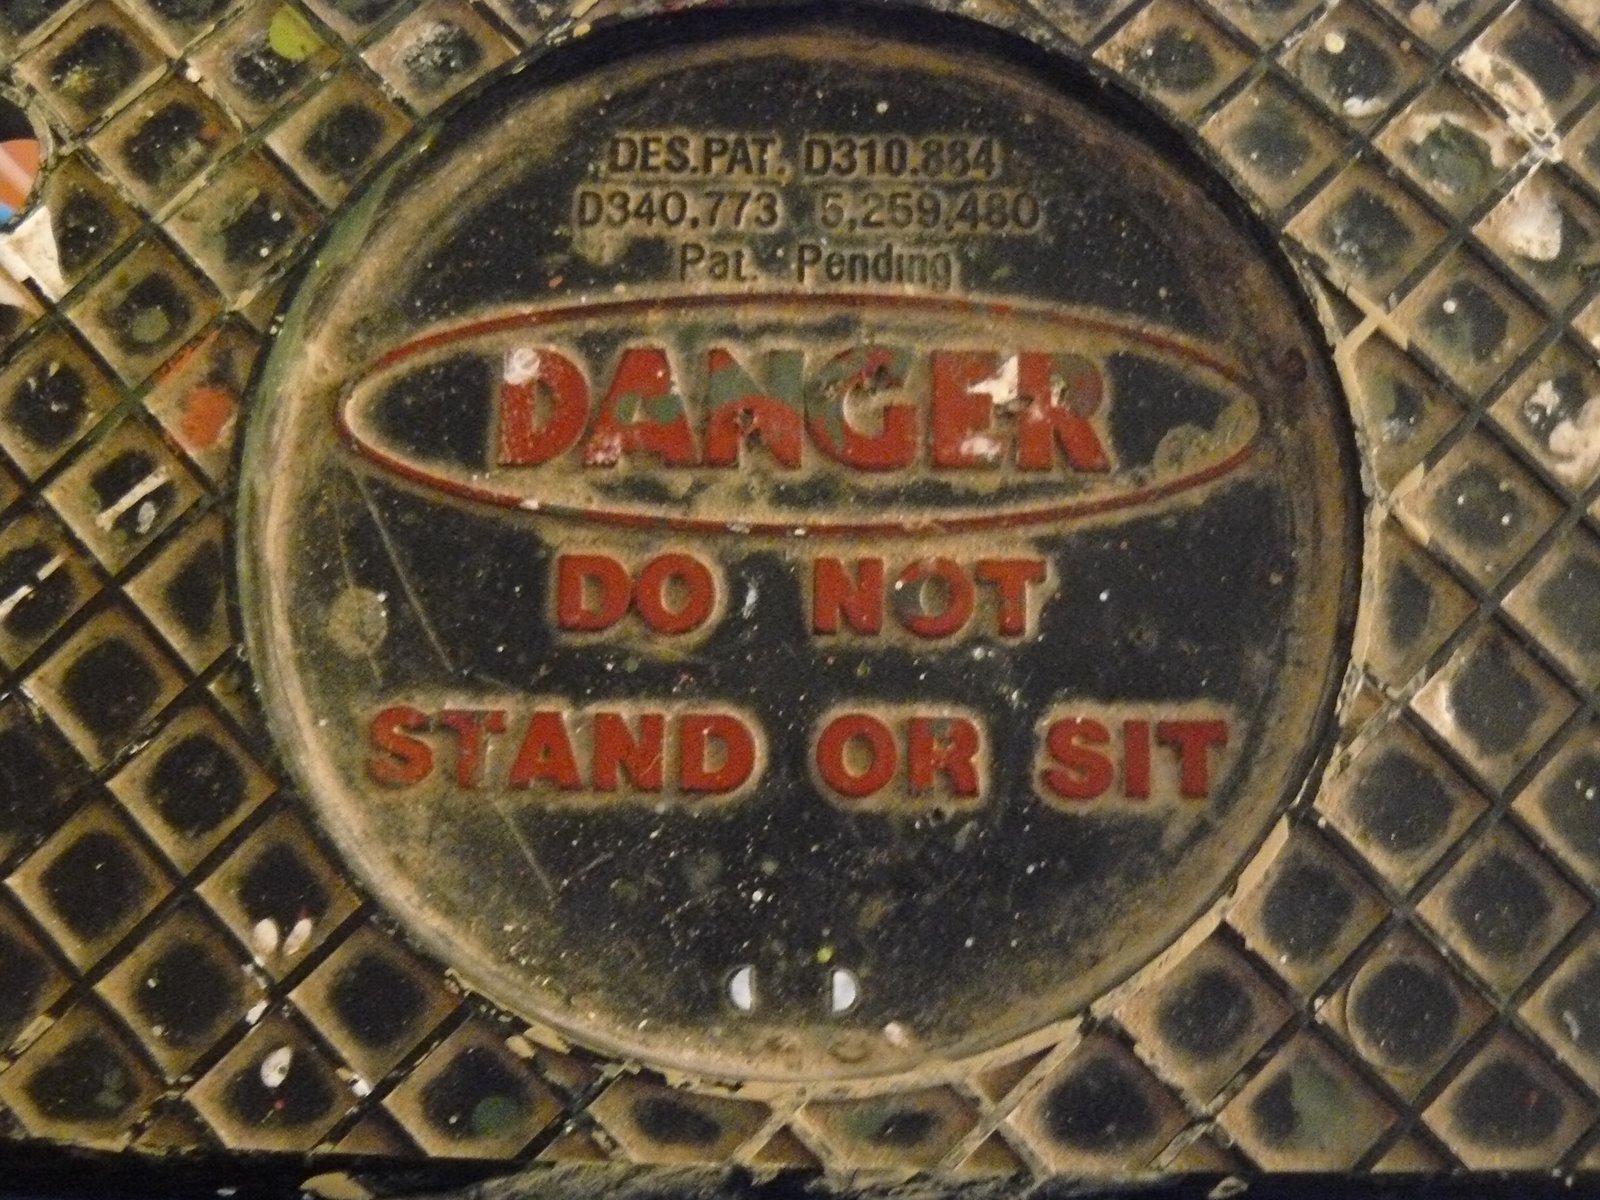 DES.PAT. D310.884
D340,773 5,259,480
Pat. Pending
DANGER
DO NOT
STAND OR SIT